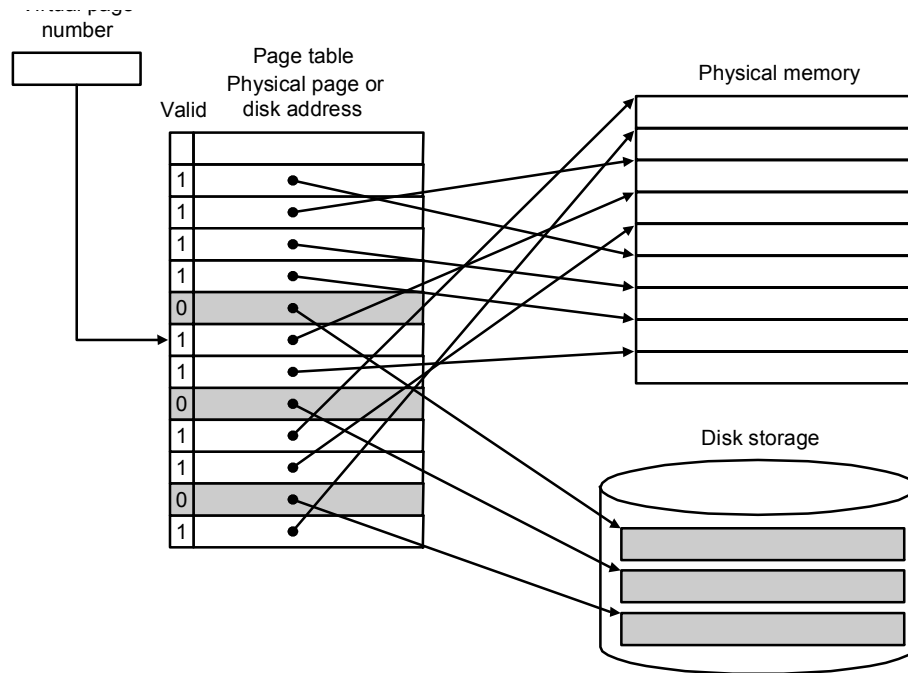 number
Page table
Physical page or
disk address
Valid
Physical memory
1
1
1
1
0
1
1
0
1
1
0
1
Disk storage